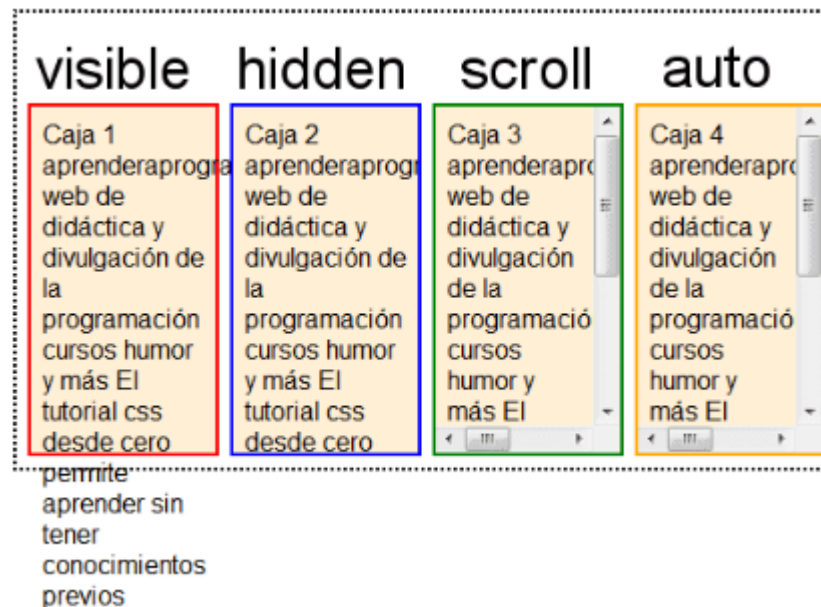 visible hidden scroll auto
Caja 1
aprenderaprogra
web de
didáctica y
divulgación de
la
programación
cursos humor
y más El
tutorial css
desde cero
permite
aprender sin
tener
conocimientos
previos
Caja 2
aprenderaprogr
web de
didáctica y
divulgación de
la
programación
cursos humor
y más El
tutorial css
desde cero
Caja 3
aprenderapro
web de
didáctica y
divulgación
de la
programació
cursos
humor y
más El
Caja 4
aprenderapro
web de
didáctica y
divulgación
de la
programació
cursos
humor y
más El